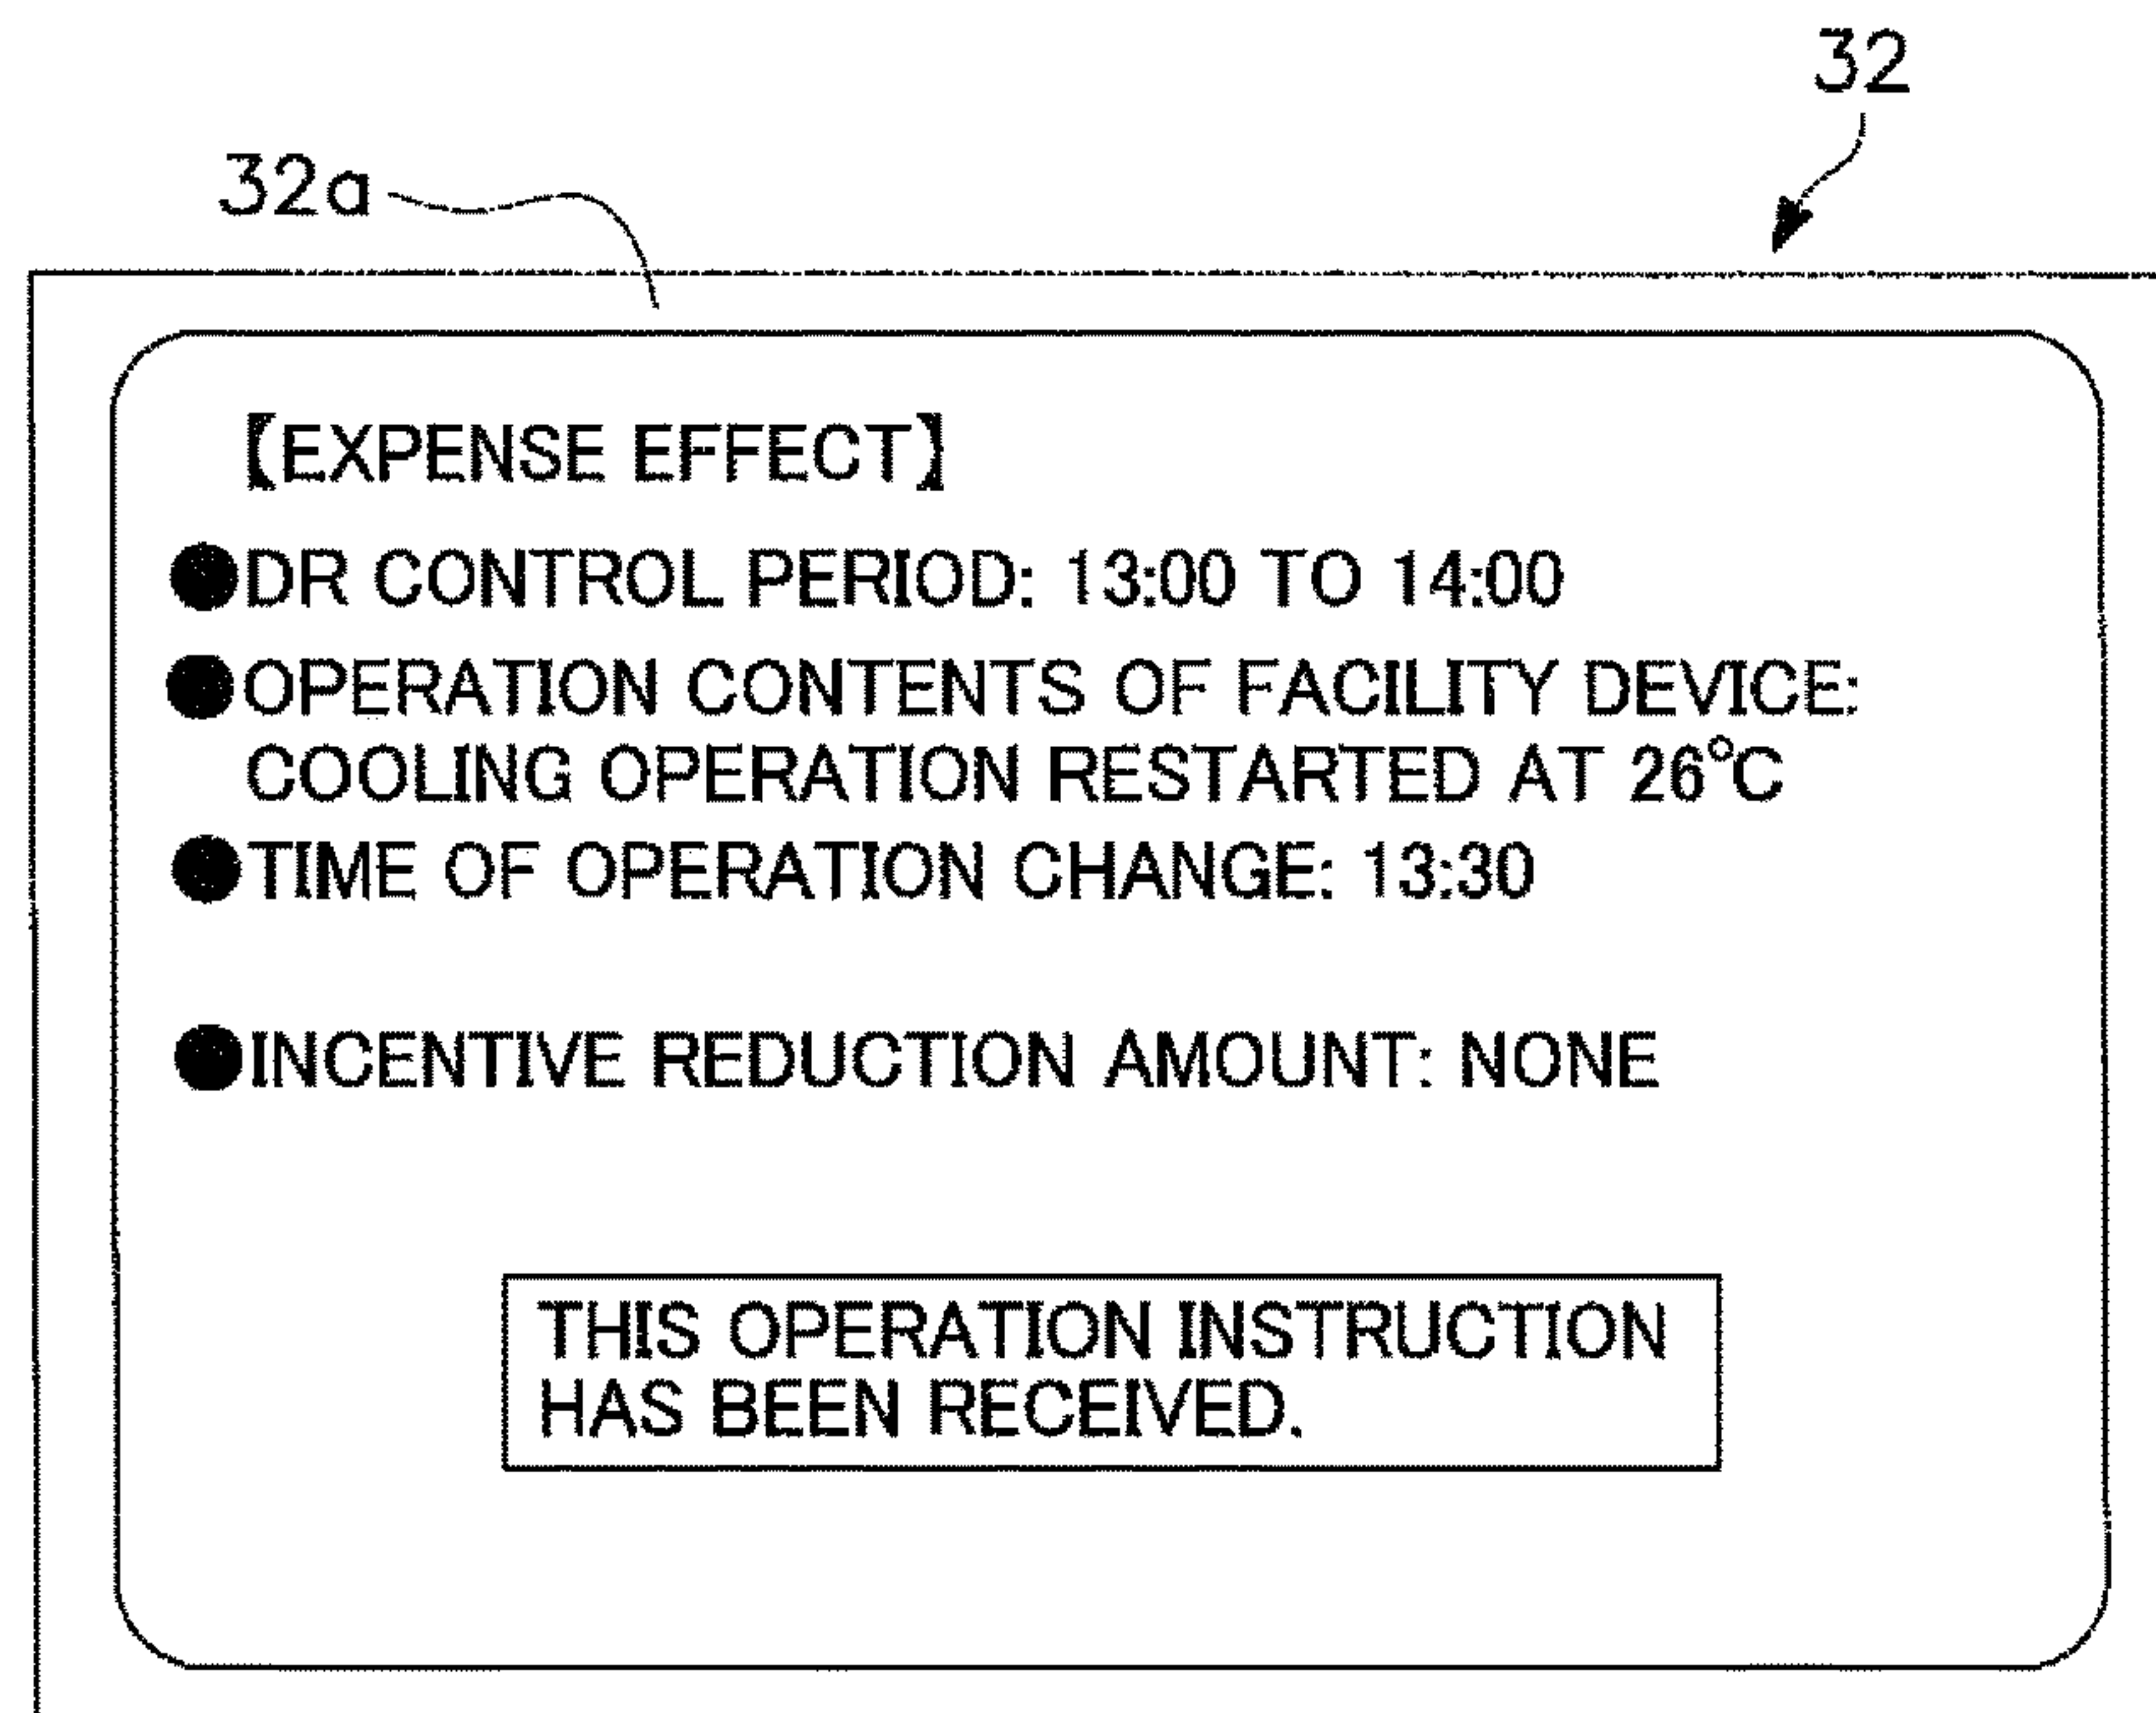 32
32a
【EXPENSE EFFECT】
●DR CONTROL PERIOD: 13:00 TO 14:00
●OPERATION CONTENTS OF FACILITY DEVICE:
COOLING OPERATION RESTARTED AT 26°C
●TIME OF OPERATION CHANGE: 13:30
●INCENTIVE REDUCTION AMOUNT: NONE
THIS OPERATION INSTRUCTION
HAS BEEN RECEIVED.